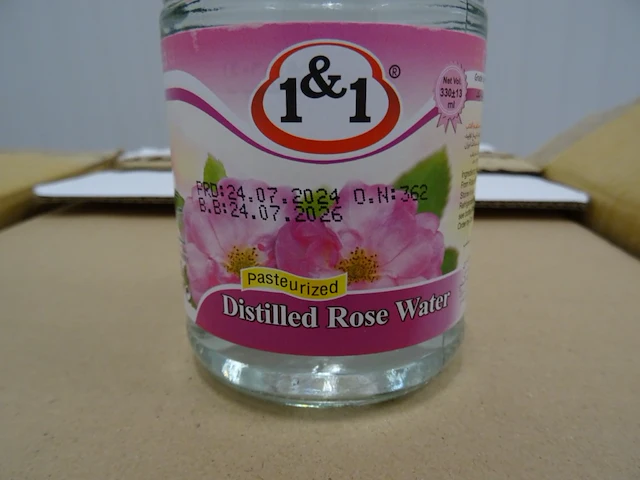 1&1
®
Net Vol.
330±13
ml
PRD:24.07.2024 O.N:362
B.B:24.07.2026
pasteurized
Distilled Rose Water